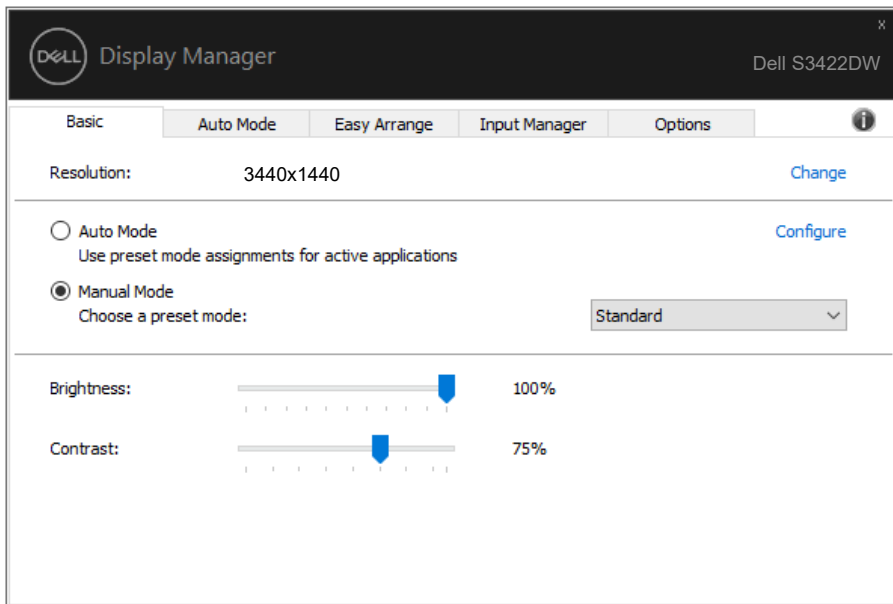 DELL Display Manager
x
Dell S3422DW
Basic Auto Mode Easy Arrange Input Manager Options i
Resolution: 3440x1440 Change
Auto Mode Configure
Use preset mode assignments for active applications
Manual Mode
Choose a preset mode: Standard
Brightness: 100%
Contrast: 75%